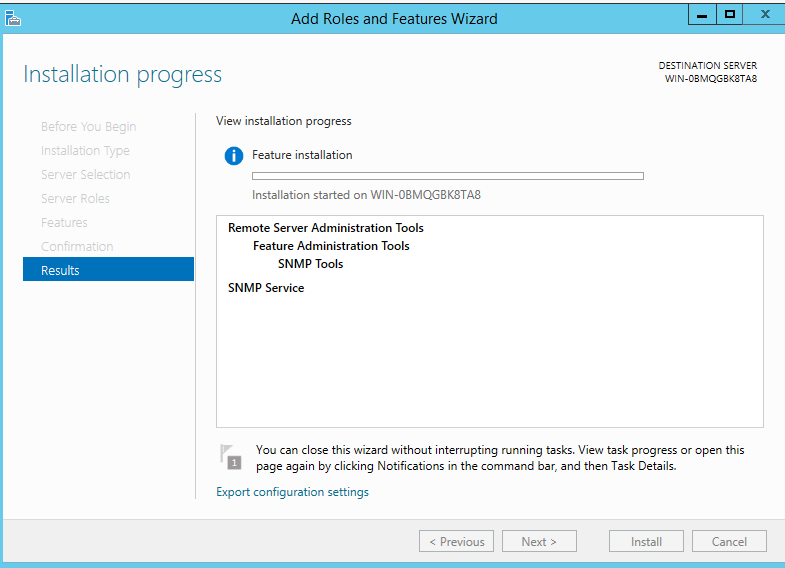 Add Roles and Features Wizard
Installation progress
DESTINATION SERVER
WIN-0BMQGBK8TA8
Before You Begin
Installation Type
Server Selection
Server Roles
Features
Confirmation
Results
View installation progress
Feature installation
Installation started on WIN-0BMQGBK8TA8
Remote Server Administration Tools
Feature Administration Tools
SNMP Tools
SNMP Service
1
You can close this wizard without interrupting running tasks. View task progress or open this
page again by clicking Notifications in the command bar, and then Task Details.
Export configuration settings
< Previous
Next >
Install
Cancel